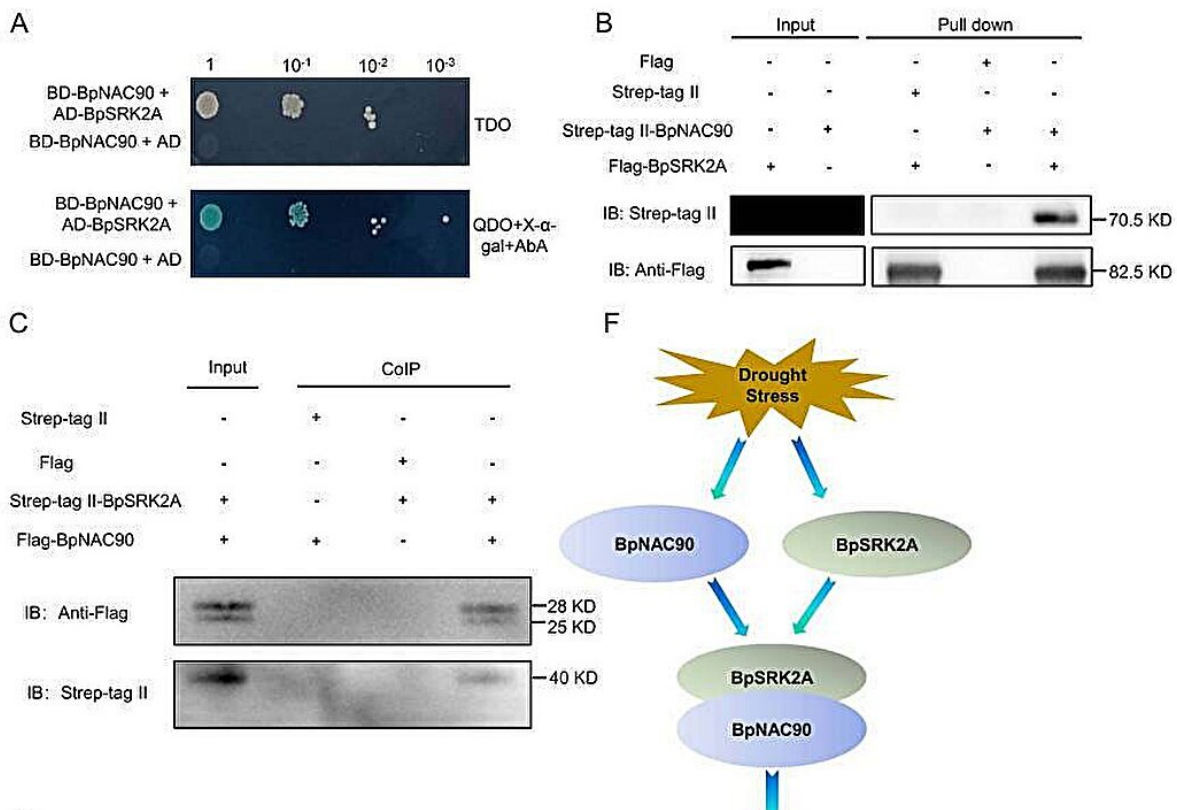 A
1 10-1 10-2 10-3
BD-BpNAC90 +
AD-BpSRK2A
BD-BpNAC90 + AD
TDO
BD-BpNAC90 +
AD-BpSRK2A
BD-BpNAC90 + AD
QDO+X-α-
gal+AbA
B
Input Pull down
Flag - - - + -
Strep-tag II - - + - -
Strep-tag II-BpNAC90 - + - + +
Flag-BpSRK2A + - + - +
IB: Strep-tag II
70.5 KD
IB: Anti-Flag
82.5 KD
C
Input CoIP
Strep-tag II - + - -
Flag - - + -
Strep-tag II-BpSRK2A + - + +
Flag-BpNAC90 + + - +
IB: Anti-Flag
28 KD
25 KD
IB: Strep-tag II
40 KD
F
Drought
Stress
BpNAC90
BpSRK2A
BpSRK2A
BpNAC90